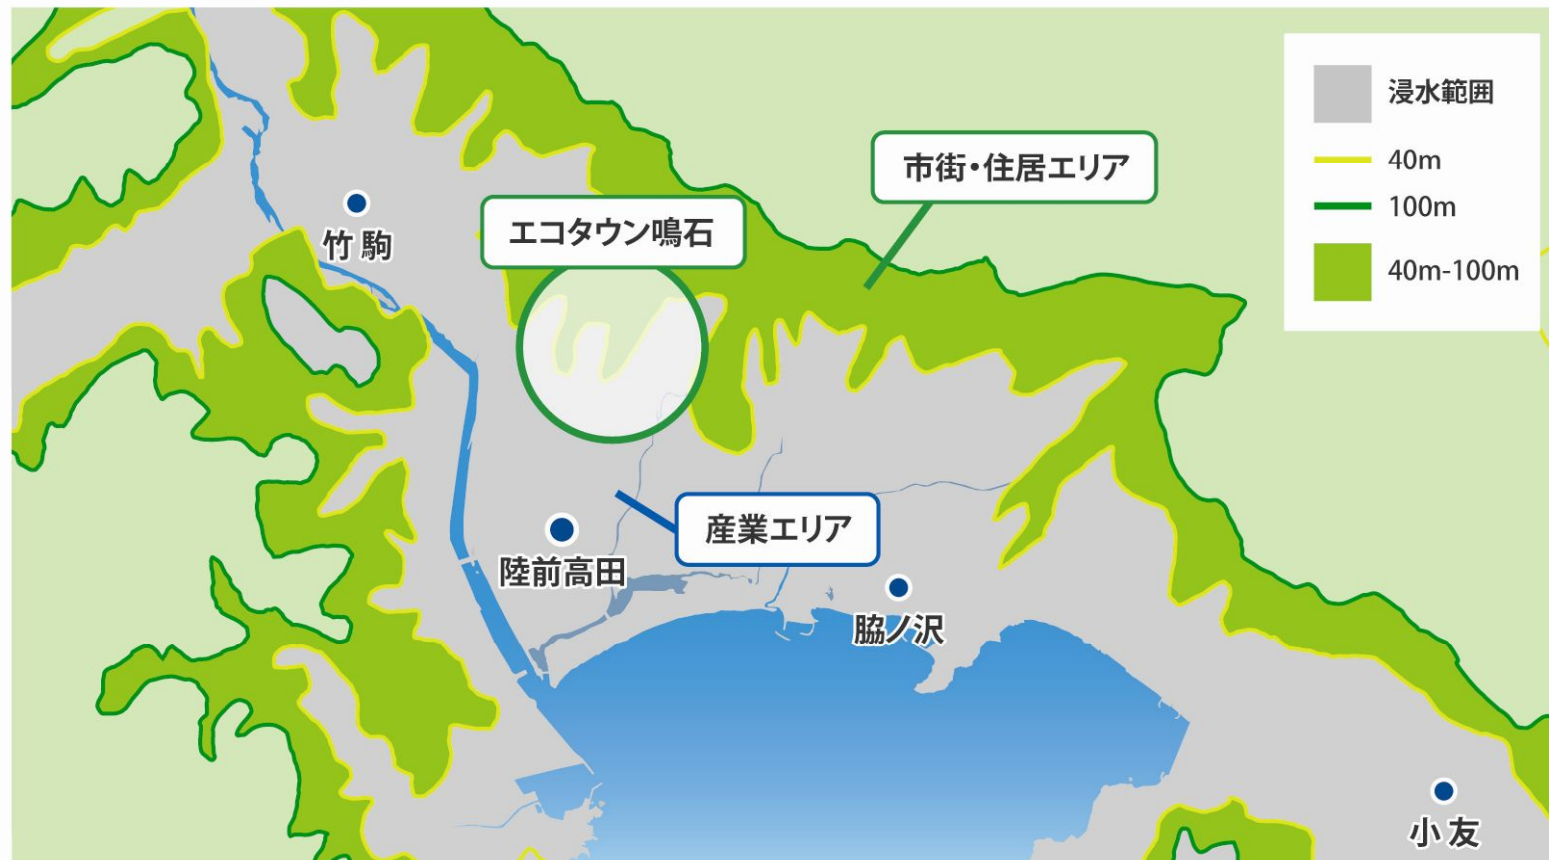 浸水範囲
40m
100m
40m-100m
市街・住居エリア
エコタウン鳴石
竹駒
産業エリア
陸前高田
脇ノ沢
小友